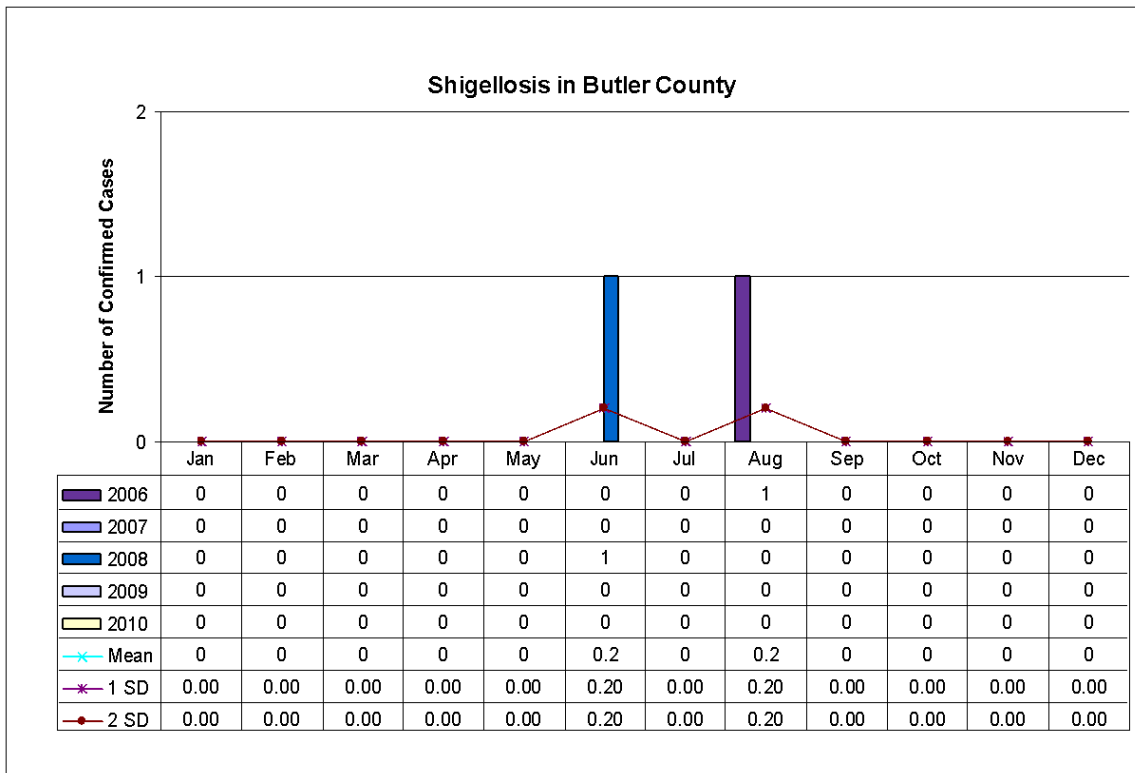 Shigellosis in Butler County
Number of Confirmed Cases
2
1
0
Jan Feb Mar Apr May Jun Jul Aug Sep Oct Nov Dec
2006 0 0 0 0 0 0 0 1 0 0 0 0
2007 0 0 0 0 0 0 0 0 0 0 0 0
2008 0 0 0 0 0 1 0 0 0 0 0 0
2009 0 0 0 0 0 0 0 0 0 0 0 0
2010 0 0 0 0 0 0 0 0 0 0 0 0
Mean 0 0 0 0 0 0.2 0 0.2 0 0 0 0
1 SD 0.00 0.00 0.00 0.00 0.00 0.20 0.00 0.20 0.00 0.00 0.00 0.00
2 SD 0.00 0.00 0.00 0.00 0.00 0.20 0.00 0.20 0.00 0.00 0.00 0.00